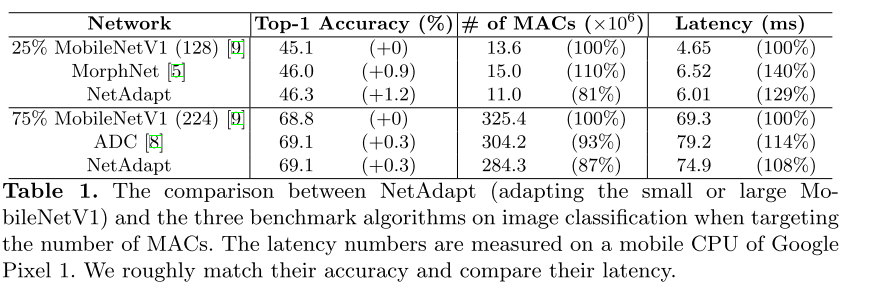 Network Top-1 Accuracy (%) # of MACs (×10⁶) Latency (ms)
25% MobileNetV1 (128) [9] 45.1 (+0) 13.6 (100%) 4.65 (100%)
MorphNet [5] 46.0 (+0.9) 15.0 (110%) 6.52 (140%)
NetAdapt 46.3 (+1.2) 11.0 (81%) 6.01 (129%)
75% MobileNetV1 (224) [9] 68.8 (+0) 325.4 (100%) 69.3 (100%)
ADC [8] 69.1 (+0.3) 304.2 (93%) 79.2 (114%)
NetAdapt 69.1 (+0.3) 284.3 (87%) 74.9 (108%)
Table 1. The comparison between NetAdapt (adapting the small or large Mo-
bileNetV1) and the three benchmark algorithms on image classification when targeting
the number of MACs. The latency numbers are measured on a mobile CPU of Google
Pixel 1. We roughly match their accuracy and compare their latency.